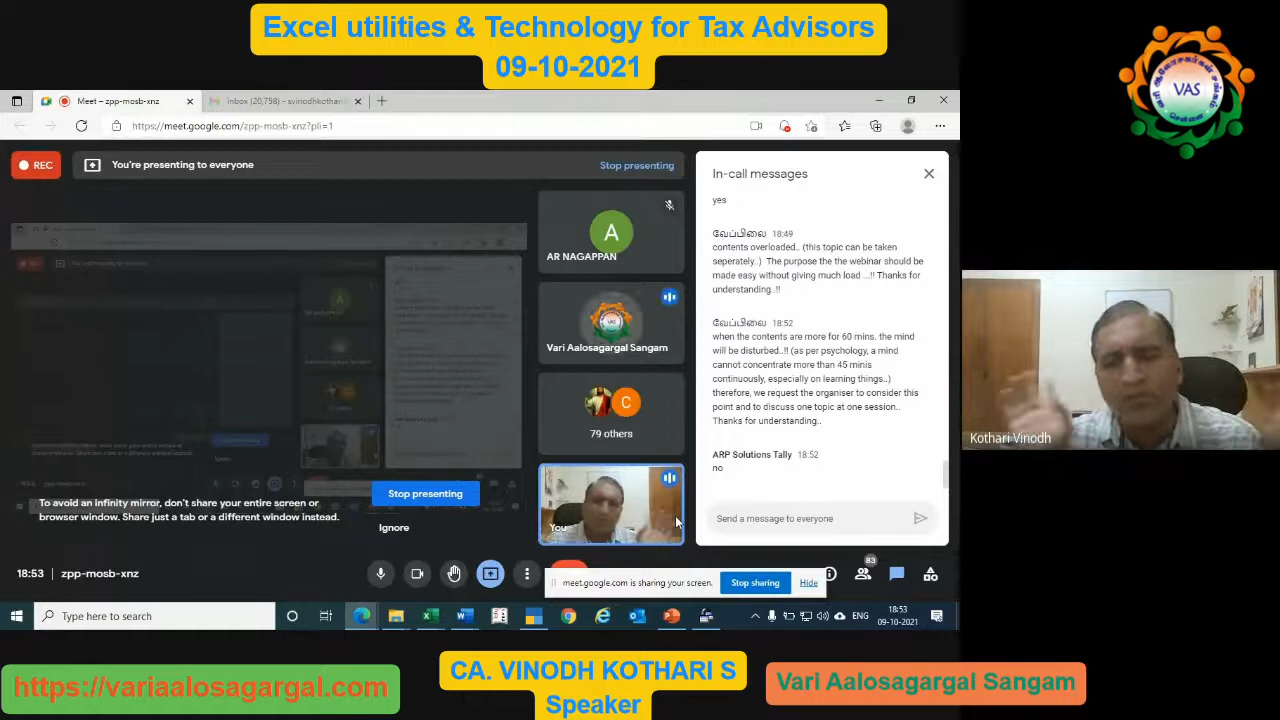 Excel utilities & Technology for Tax Advisors
09-10-2021
Meet – zpp-mosb-xnz
Inbox (20,758) - svinodhkothari
https://meet.google.com/zpp-mosb-xnz?pli=1
REC
You're presenting to everyone
Stop presenting
To avoid an infinity mirror, don't share your entire screen or
browser window. Share just a tab or a different window instead.
Stop presenting
Ignore
A
AR NAGAPPAN
VAS
Vari Aalosagargal Sangam
C
79 others
You
In-call messages
yes
வேப்பிலை 18:49
contents overloaded.. (this topic can be taken
seperately..) The purpose the the webinar should be
made easy without giving much load ...!! Thanks for
understanding..!!
வேப்பிலை 18:52
when the contents are more for 60 mins. the mind
will be disturbed..!! (as per psychology, a mind
cannot concentrate more than 45 minis
continuously, especially on learning things..)
therefore, we request the organiser to consider this
point and to discuss one topic at one session..
Thanks for understanding..
ARP Solutions Tally 18:52
no
Send a message to everyone
18:53 | zpp-mosb-xnz
83
meet.google.com is sharing your screen.
Stop sharing
Hide
Type here to search
ENG
18:53
09-10-2021
VAS
Kothari Vinodh
https://variaalosagargal.com
CA. VINODH KOTHARI S
Speaker
Vari Aalosagargal Sangam